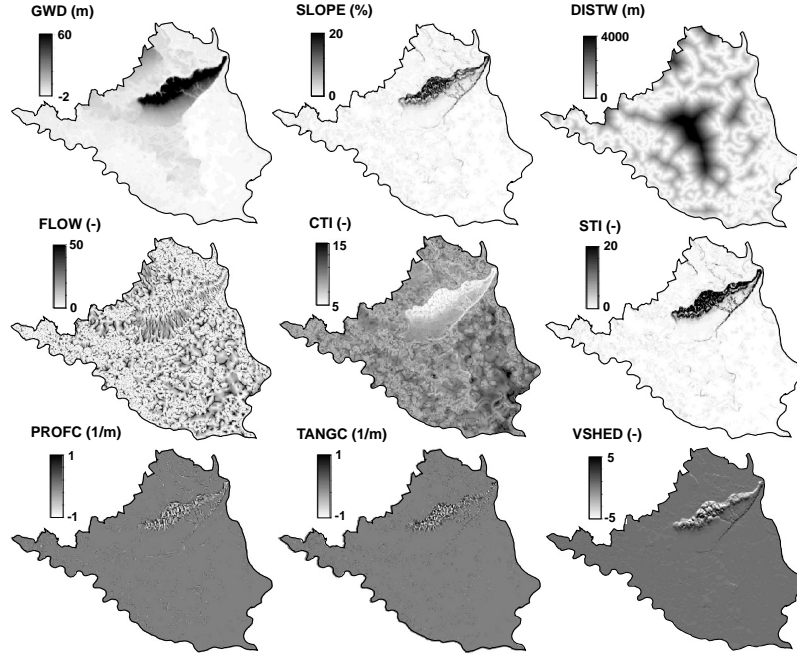 GWD (m)
60
-2
SLOPE (%)
20
0
DISTW (m)
4000
0
FLOW (-)
50
0
CTI (-)
15
5
STI (-)
20
0
PROFC (1/m)
1
-1
TANGC (1/m)
1
-1
VSHED (-)
5
-5